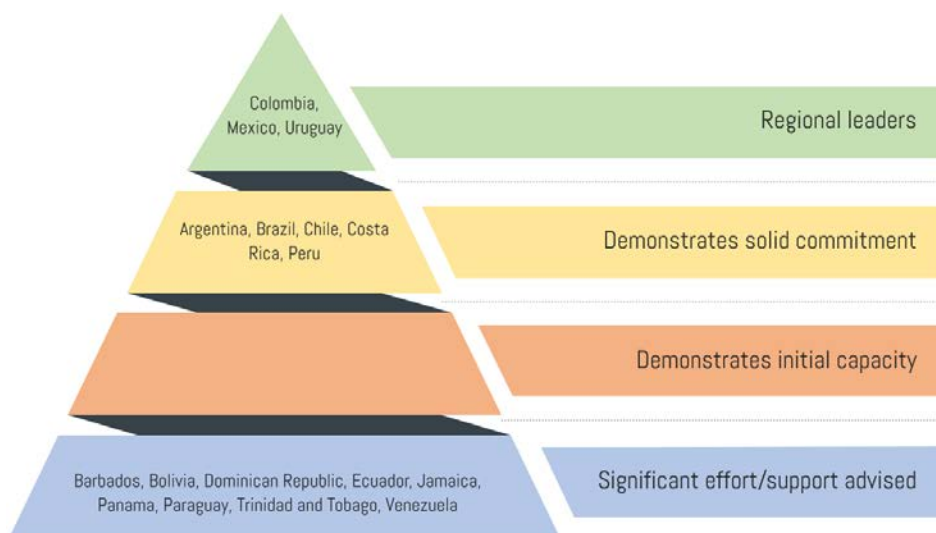 Colombia,
Mexico, Uruguay
Regional leaders
Argentina, Brazil, Chile, Costa
Rica, Peru
Demonstrates solid commitment
Demonstrates initial capacity
Barbados, Bolivia, Dominican Republic, Ecuador, Jamaica,
Panama, Paraguay, Trinidad and Tobago, Venezuela
Significant effort/support advised